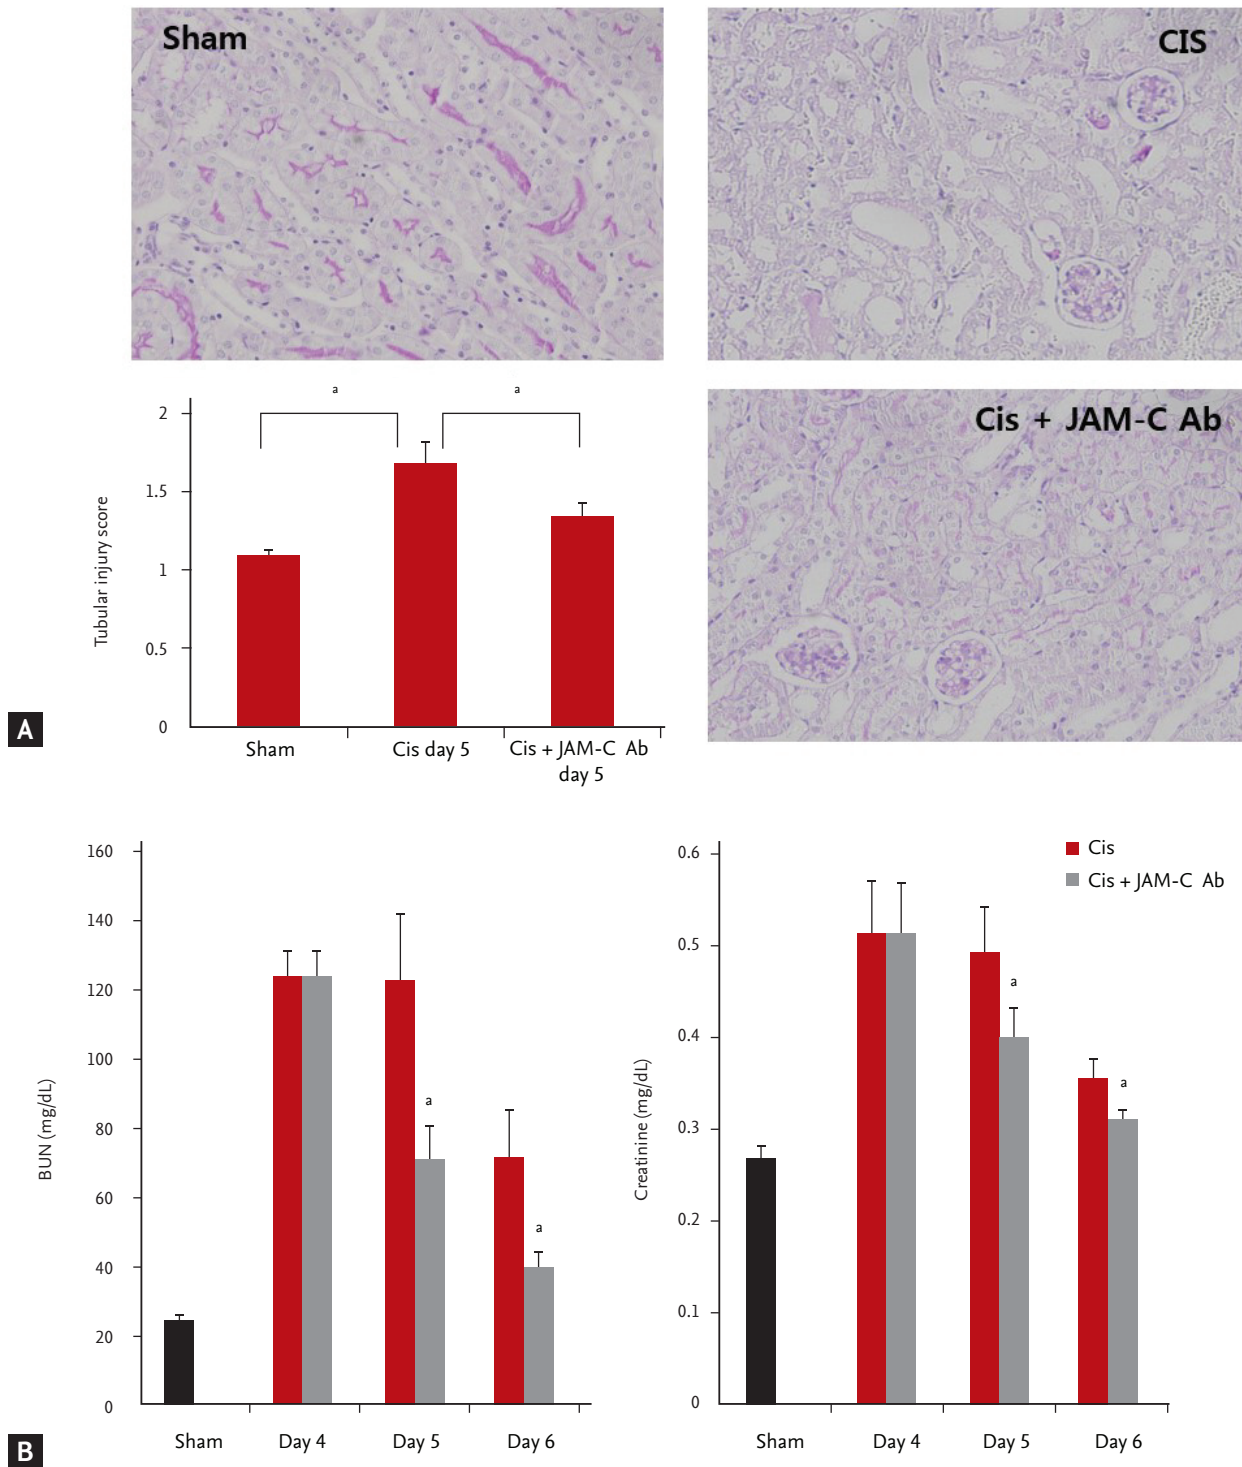 Sham
CIS
Cis + JAM-C Ab
a
a
2
1.5
1
0.5
0
Tubular injury score
Sham
Cis day 5
Cis + JAM-C Ab
day 5
A
160
140
120
100
80
60
40
20
0
BUN (mg/dL)
a
a
Sham
Day 4
Day 5
Day 6
0.6
0.5
0.4
0.3
0.2
0.1
0
Creatinine (mg/dL)
Cis
Cis + JAM-C Ab
a
a
Sham
Day 4
Day 5
Day 6
B